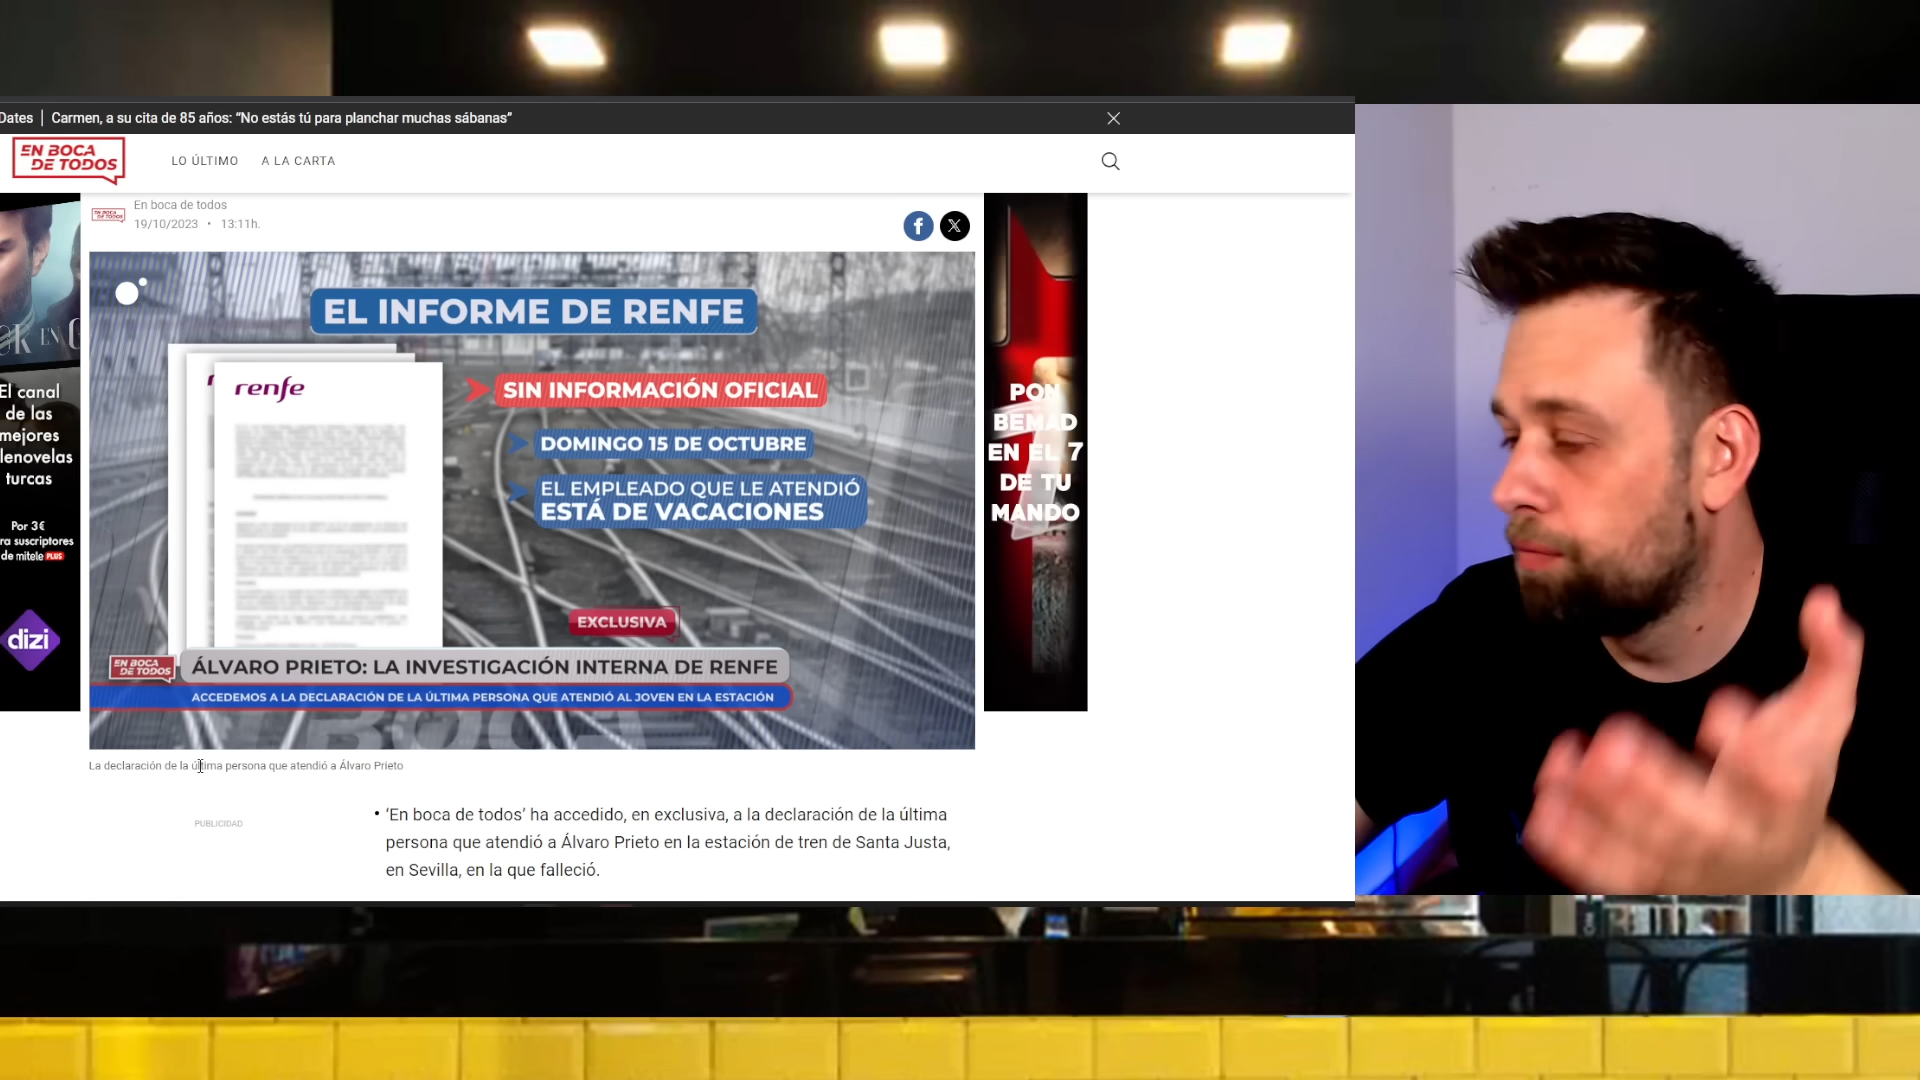 Dates | Carmen, a su cita de 85 años: “No estás tú para planchar muchas sábanas”
EN BOCA
DE TODOS
LO ÚLTIMO
A LA CARTA
En boca de todos
19/10/2023 • 13:11h.
EL INFORME DE RENFE
renfe
SIN INFORMACIÓN OFICIAL
DOMINGO 15 DE OCTUBRE
EL EMPLEADO QUE LE ATENDIÓ
ESTÁ DE VACACIONES
EXCLUSIVA
EN BOCA
DE TODOS
ÁLVARO PRIETO: LA INVESTIGACIÓN INTERNA DE RENFE
ACCEDEMOS A LA DECLARACIÓN DE LA ÚLTIMA PERSONA QUE ATENDIÓ AL JOVEN EN LA ESTACIÓN
La declaración de la última persona que atendió a Álvaro Prieto
PUBLICIDAD
• ‘En boca de todos’ ha accedido, en exclusiva, a la declaración de la última
persona que atendió a Álvaro Prieto en la estación de tren de Santa Justa,
en Sevilla, en la que falleció.
El canal
de las
mejores
lenovelas
turcas
Por 3€
ra suscriptores
de mitele PLUS
dizi
PON
BEMAD
EN EL 7
DE TU
MANDO